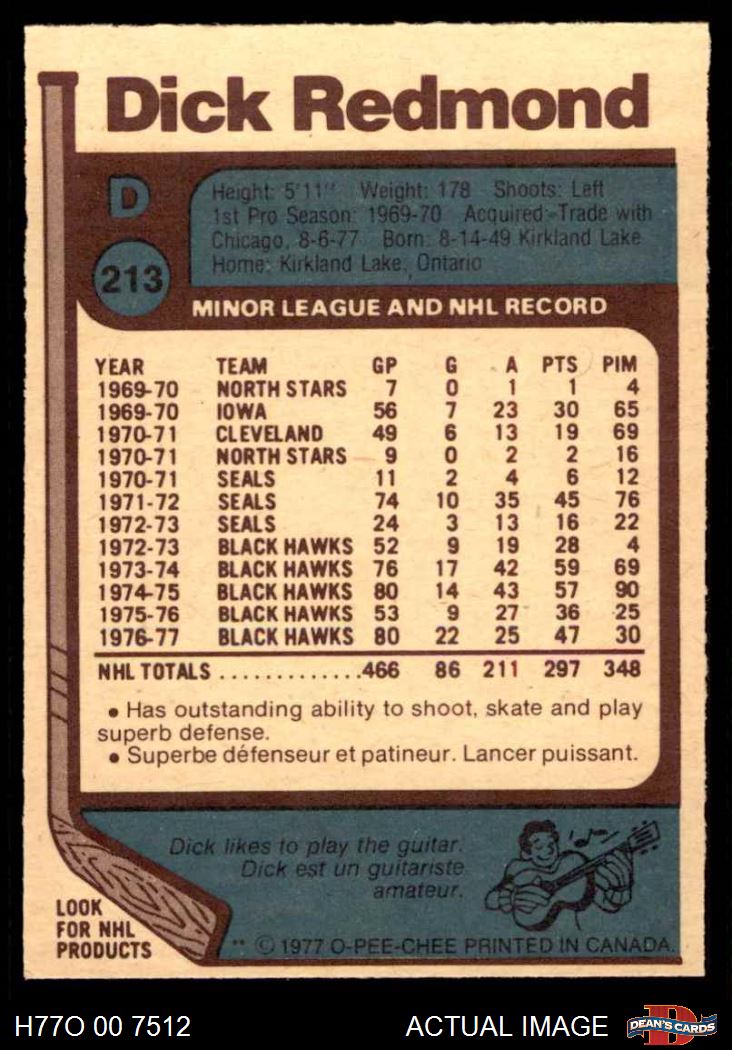 Dick Redmond
D
Height: 5'11" Weight: 178 Shoots: Left
1st Pro Season: 1969-70 Acquired-Trade with
Chicago, 8-6-77 Born: 8-14-49 Kirkland Lake
Home: Kirkland Lake, Ontario
213
MINOR LEAGUE AND NHL RECORD
YEAR TEAM GP G A PTS PIM
1969-70 NORTH STARS 7 0 1 1 4
1969-70 IOWA 56 7 23 30 65
1970-71 CLEVELAND 49 6 13 19 69
1970-71 NORTH STARS 9 0 2 2 16
1970-71 SEALS 11 2 4 6 12
1971-72 SEALS 74 10 35 45 76
1972-73 SEALS 24 3 13 16 22
1972-73 BLACK HAWKS 52 9 19 28 4
1973-74 BLACK HAWKS 76 17 42 59 69
1974-75 BLACK HAWKS 80 14 43 57 90
1975-76 BLACK HAWKS 53 9 27 36 25
1976-77 BLACK HAWKS 80 22 25 47 30
NHL TOTALS .............466 86 211 297 348
• Has outstanding ability to shoot, skate and play
superb defense.
• Superbe défenseur et patineur. Lancer puissant.
Dick likes to play the guitar.
Dick est un guitariste
amateur.
LOOK
FOR NHL
PRODUCTS
** © 1977 O-PEE-CHEE PRINTED IN CANADA.
H77O 00 7512
ACTUAL IMAGE
D
DEAN'S CARDS